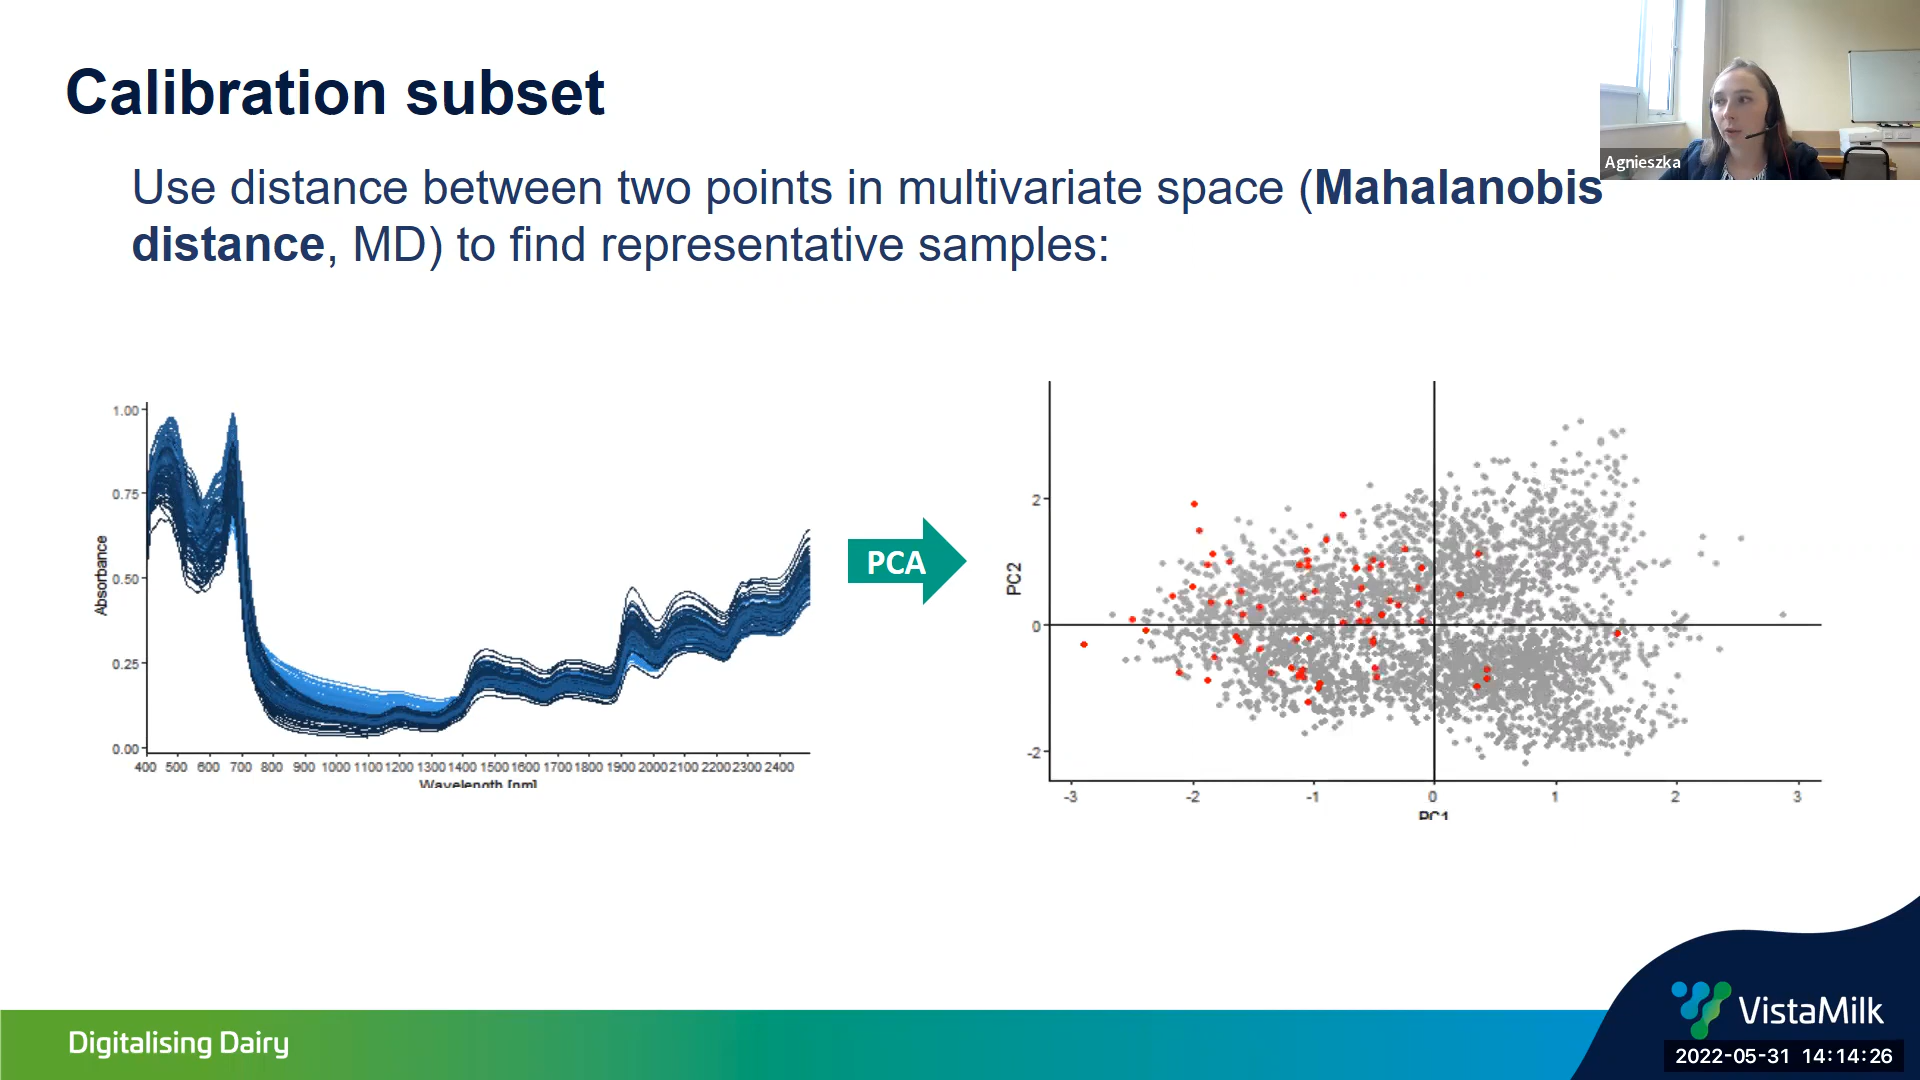 Calibration subset
Agnieszka
Use distance between two points in multivariate space (Mahalanobis
distance, MD) to find representative samples:
1.00
0.75
0.50
0.25
0.00
Absorbance
400 500 600 700 800 900 1000 1100 1200 1300 1400 1500 1600 1700 1800 1900 2000 2100 2200 2300 2400
Wavelength [nm]
PCA
PC2
2
0
-2
-3 -2 -1 0 1 2 3
PC1
Digitalising Dairy
VistaMilk
2022-05-31 14:14:26